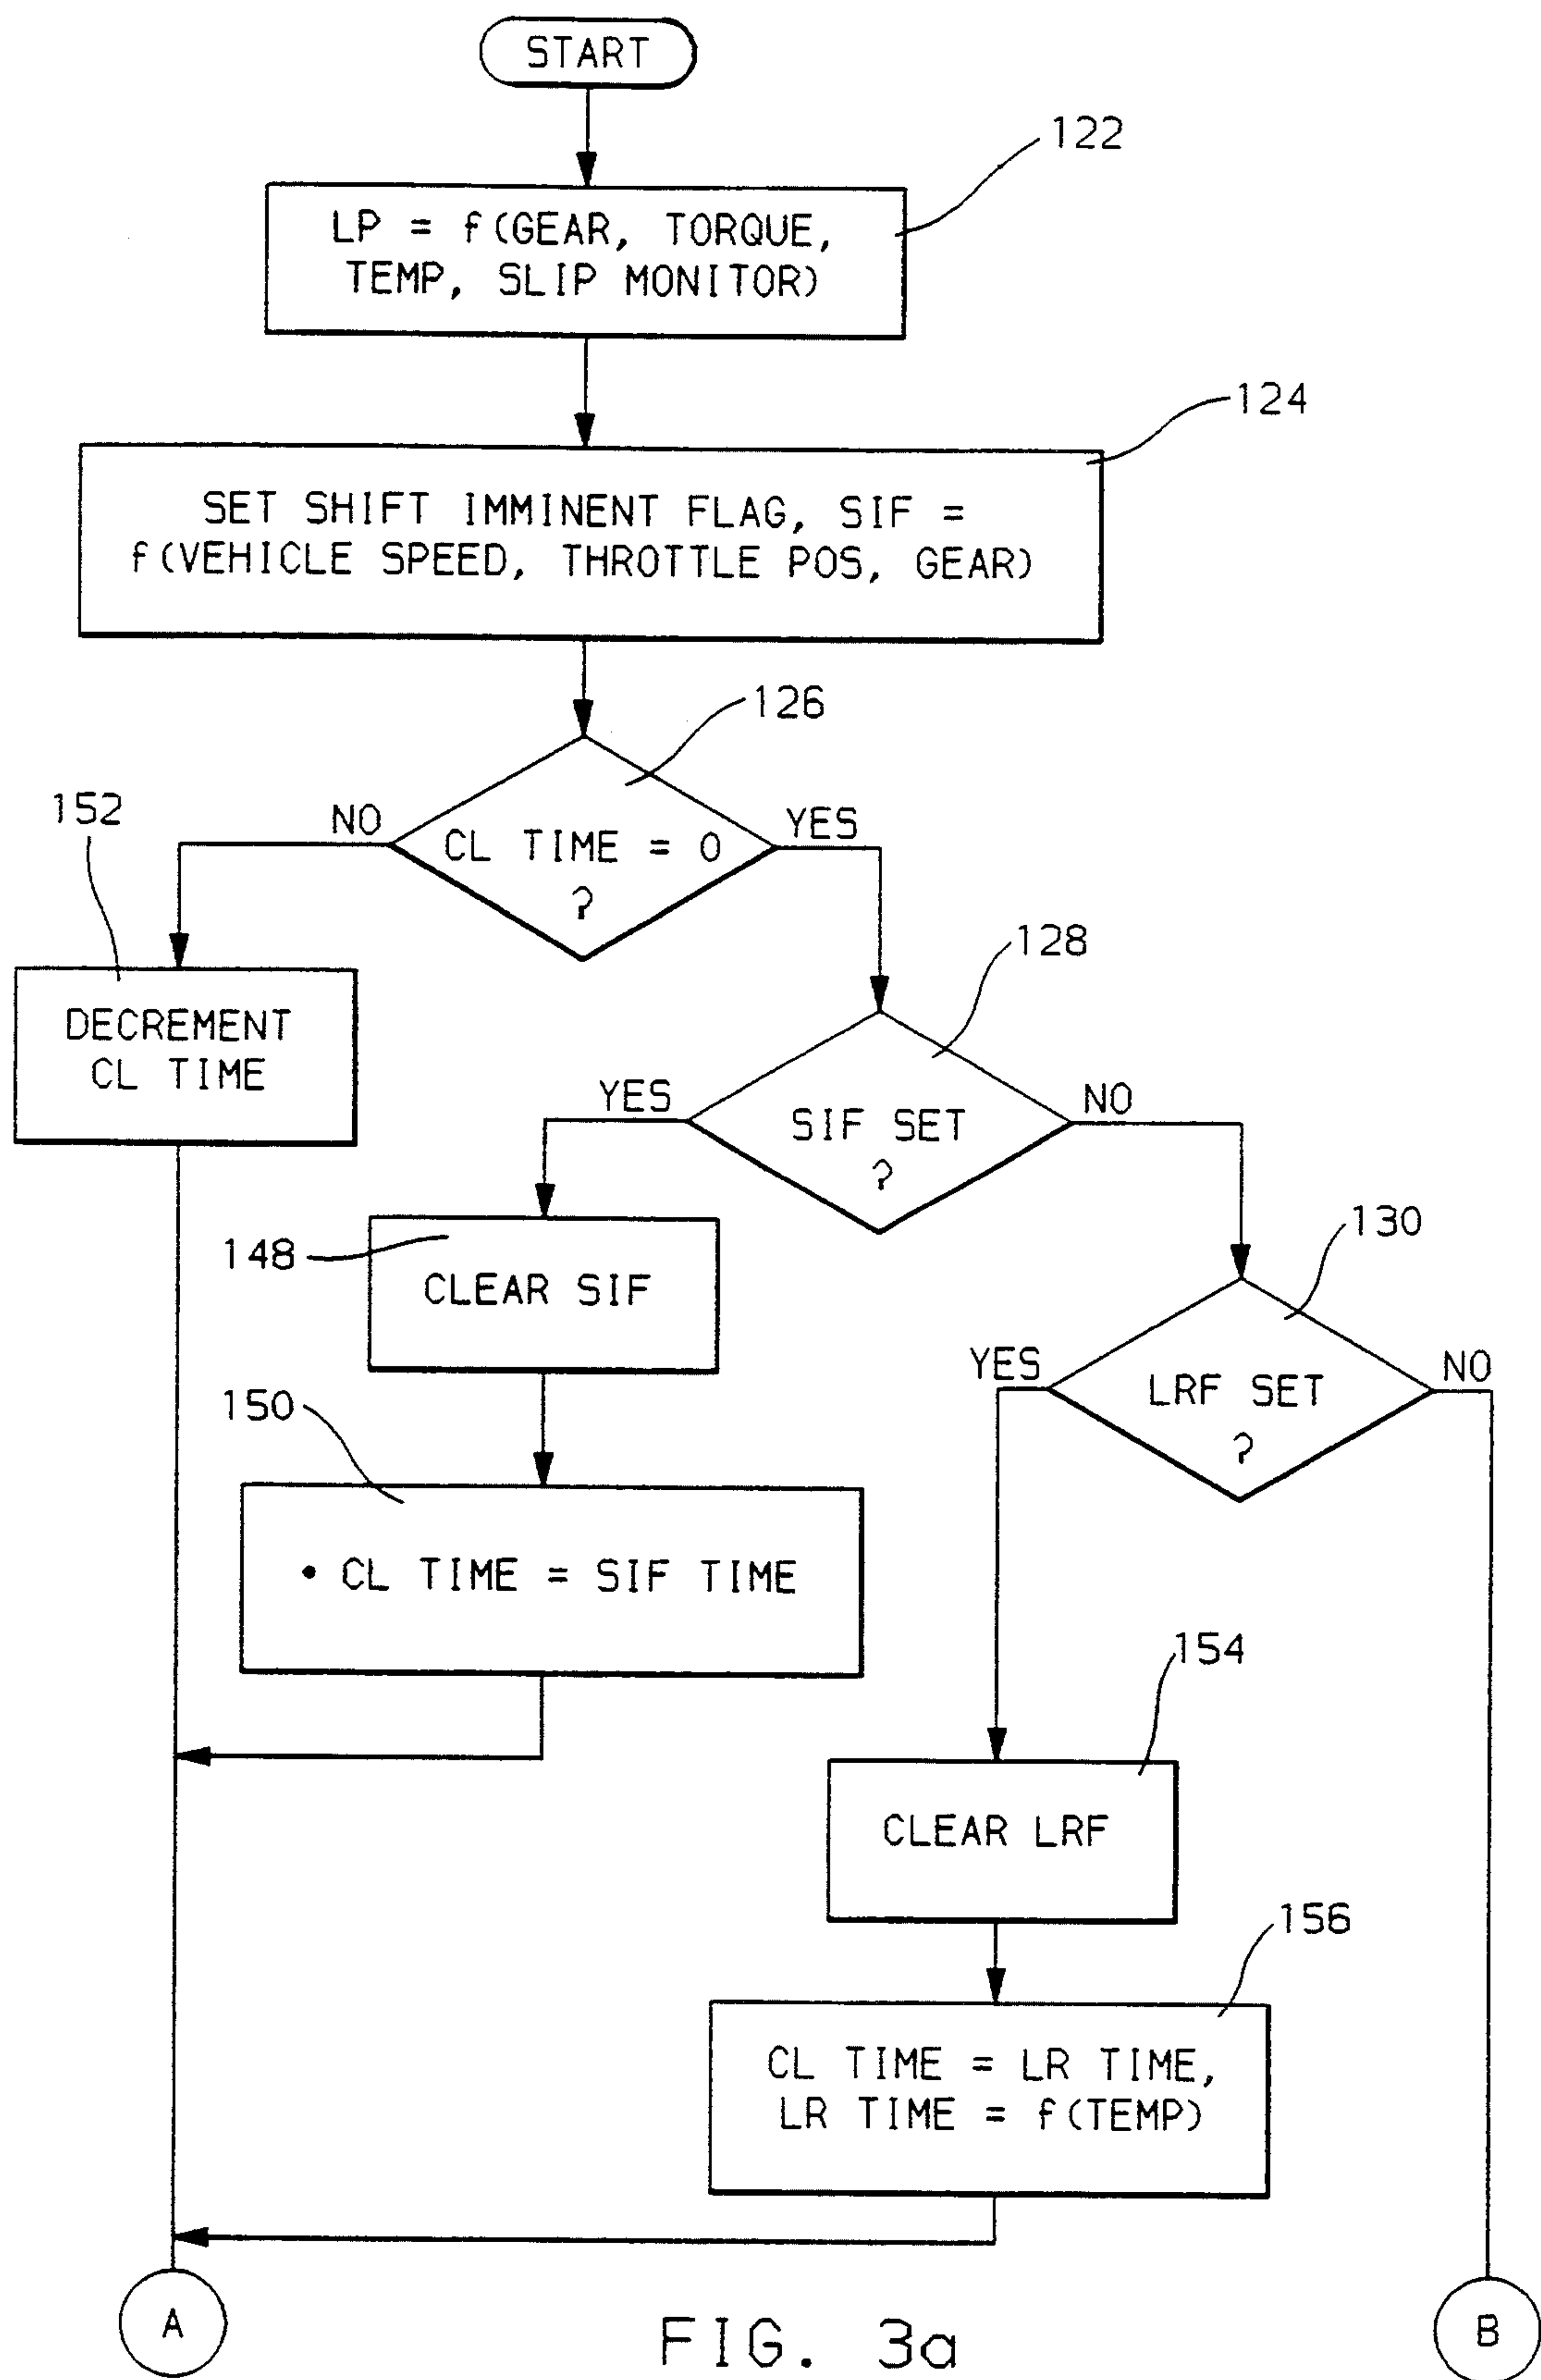 START
122
LP = f(GEAR, TORQUE,
TEMP, SLIP MONITOR)
124
SET SHIFT IMMINENT FLAG, SIF =
f(VEHICLE SPEED, THROTTLE POS, GEAR)
126
152
NO
YES
CL TIME = 0
?
128
DECREMENT
CL TIME
YES
NO
SIF SET
?
148
CLEAR SIF
130
YES
NO
LRF SET
?
150
• CL TIME = SIF TIME
154
CLEAR LRF
156
CL TIME = LR TIME,
LR TIME = f(TEMP)
A
B
FIG. 3a